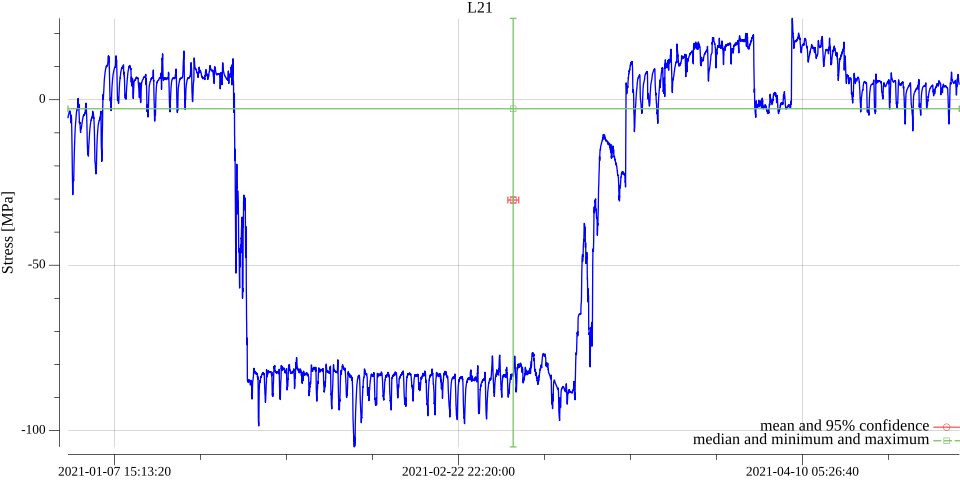 L21
Stress [MPa]
0
-50
-100
mean and 95% confidence
median and minimum and maximum
2021-01-07 15:13:20
2021-02-22 22:20:00
2021-04-10 05:26:40